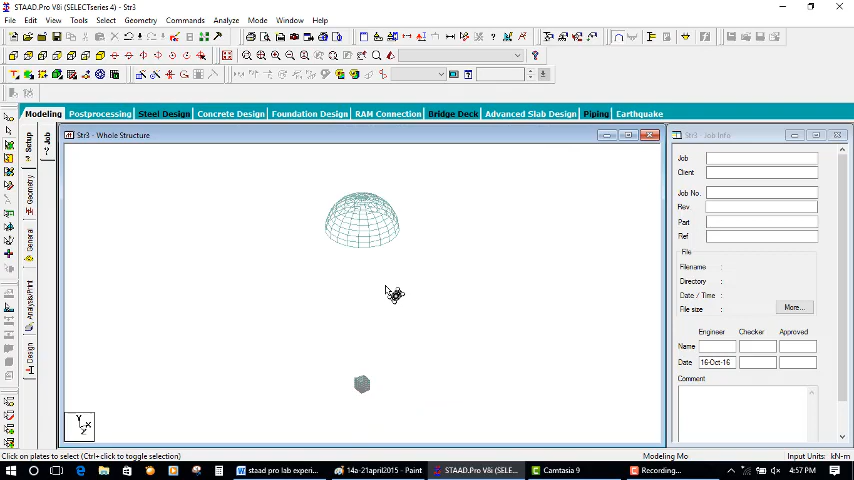 STAAD.Pro V8i (SELECTseries 4) - Str3
File Edit View Tools Select Geometry Commands Analyze Mode Window Help
Modeling Postprocessing Steel Design Concrete Design Foundation Design RAM Connection Bridge Deck Advanced Slab Design Piping Earthquake
Str3 - Whole Structure
Str3 - Job Info
Setup
Job
Geometry
General
Analysis/Print
Design
Job
Client
Job No.
Rev
Part
Ref
File
Filename :
Directory :
Date / Time :
File size :
More...
Engineer Checker Approved
Name
Date 16-Oct-16
Comment
Y
X
Z
Click on plates to select (Ctrl+click to toggle selection)
Modeling Mo
Input Units: kN-m
staad pro lab experi...
14a-21april2015 - Paint
STAAD.Pro V8i (SELE...
Camtasia 9
Recording...
4:57 PM